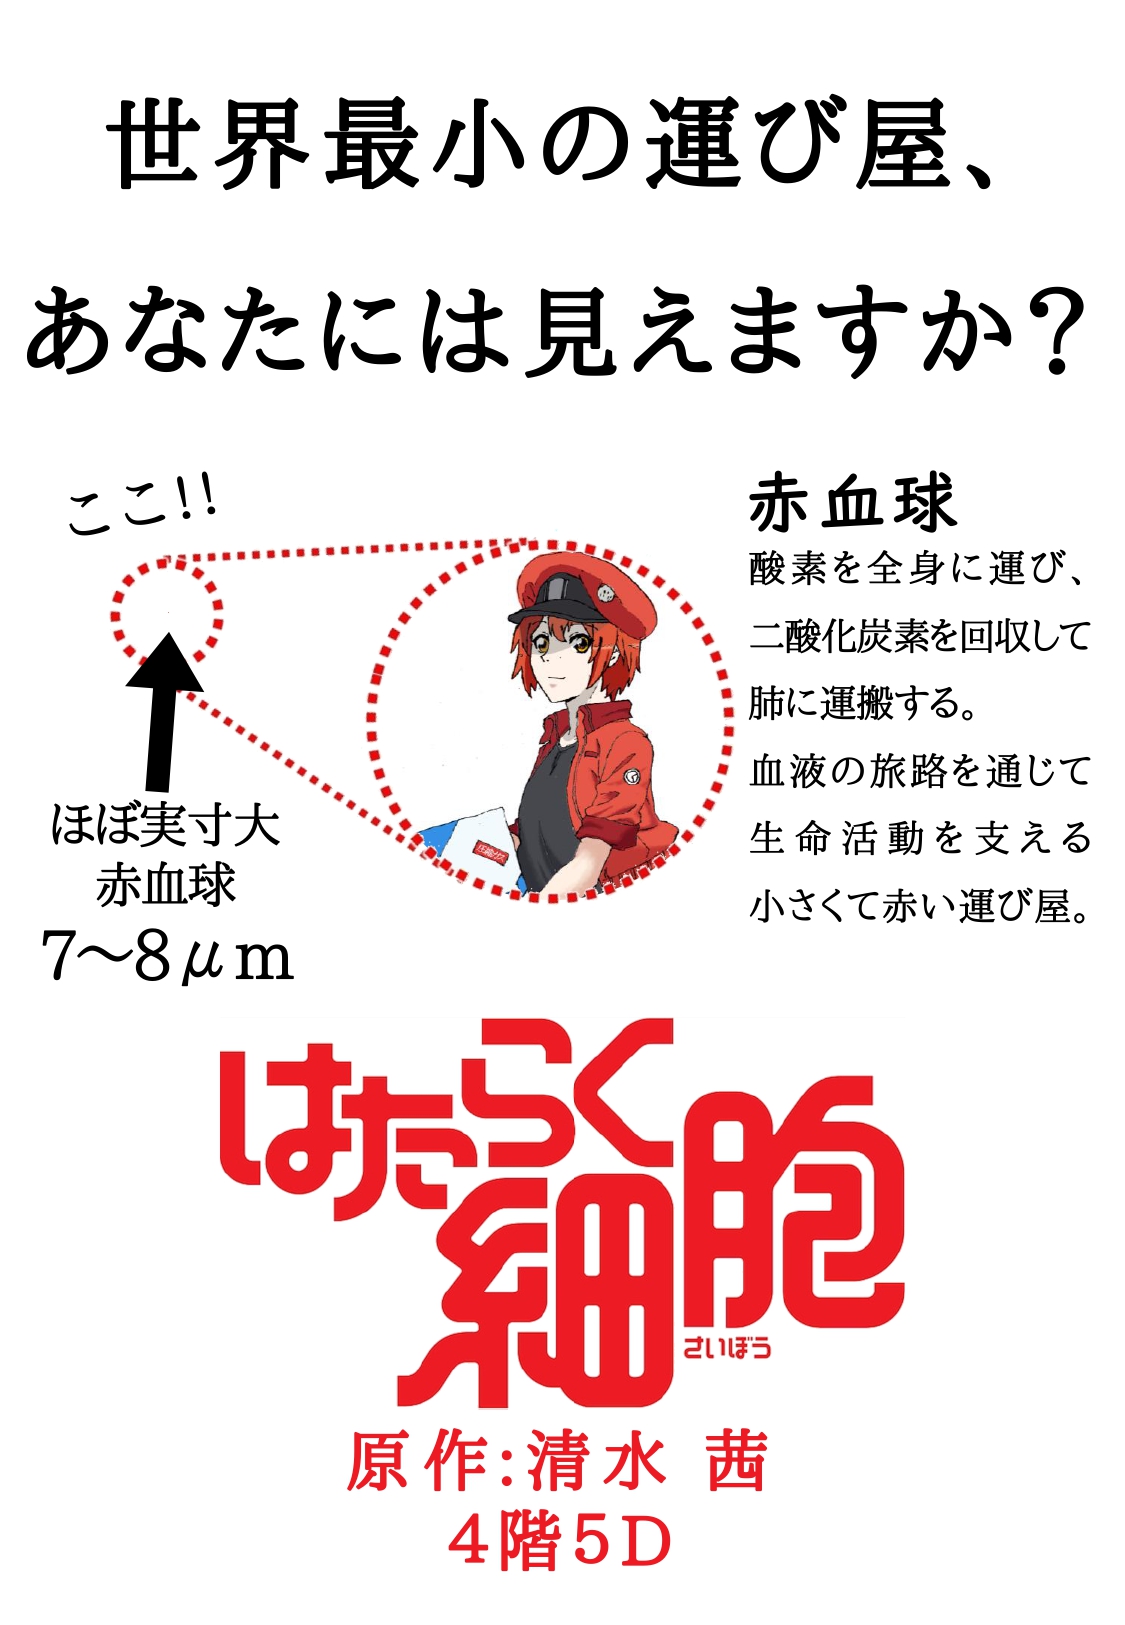 世界最小の運び屋、
あなたには見えますか？
ここ!!
赤血球
酸素を全身に運び、
二酸化炭素を回収して
肺に運搬する。
血液の旅路を通じて
生命活動を支える
小さくて赤い運び屋。
ほぼ実寸大
赤血球
7〜8μm
はたらく
細胞
さいぼう
原作:清水 茜
4階5D